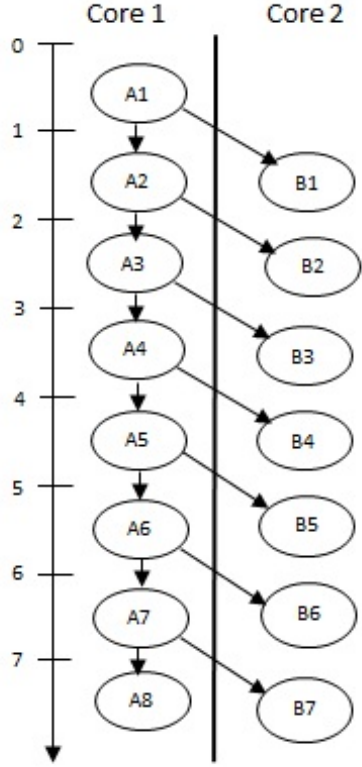 Core 1 Core 2
0
A1
1
A2 B1
2
A3 B2
3
A4 B3
4
A5 B4
5
A6 B5
6
A7 B6
7
A8 B7